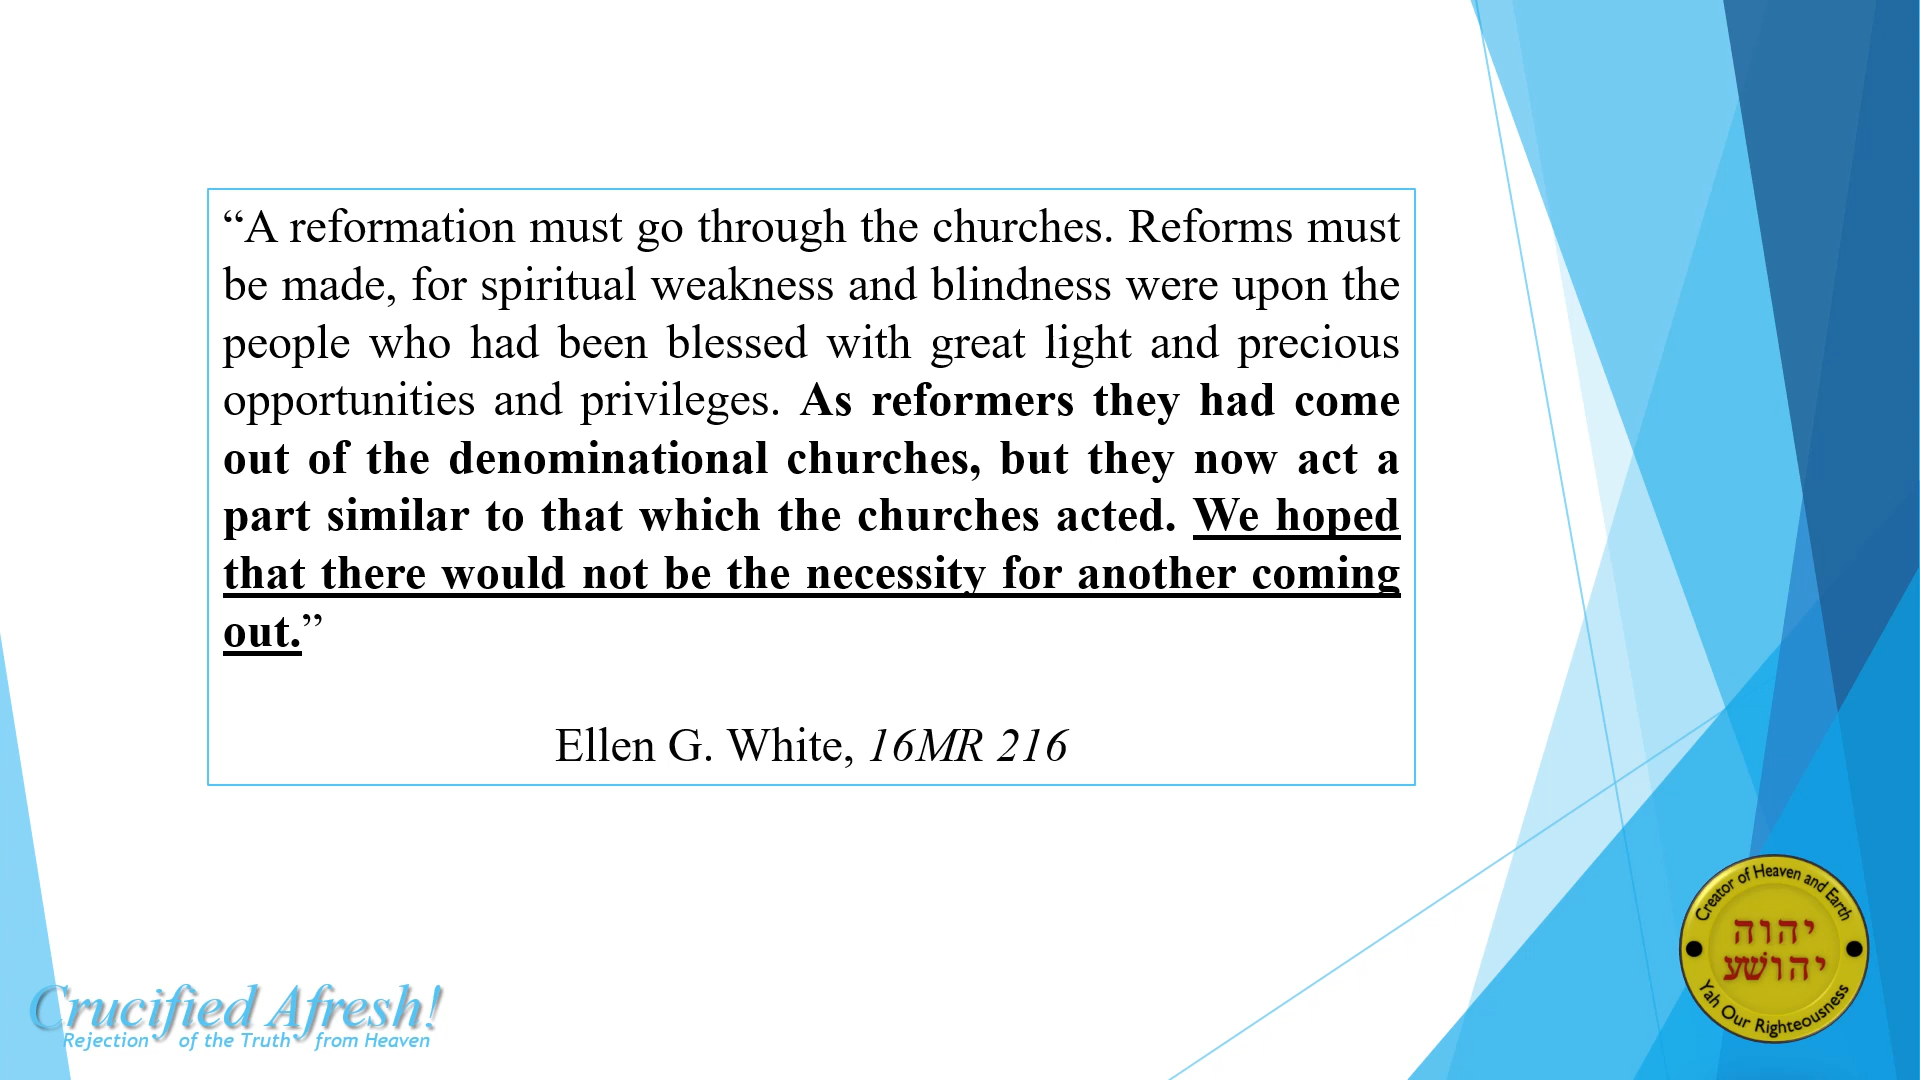 “A reformation must go through the churches. Reforms must
be made, for spiritual weakness and blindness were upon the
people who had been blessed with great light and precious
opportunities and privileges. As reformers they had come
out of the denominational churches, but they now act a
part similar to that which the churches acted. We hoped
that there would not be the necessity for another coming
out.”
Ellen G. White, 16MR 216
Crucified Afresh!
Rejection of the Truth from Heaven
Creator of Heaven and Earth
יהוה
יהושע
Yah Our Righteousness